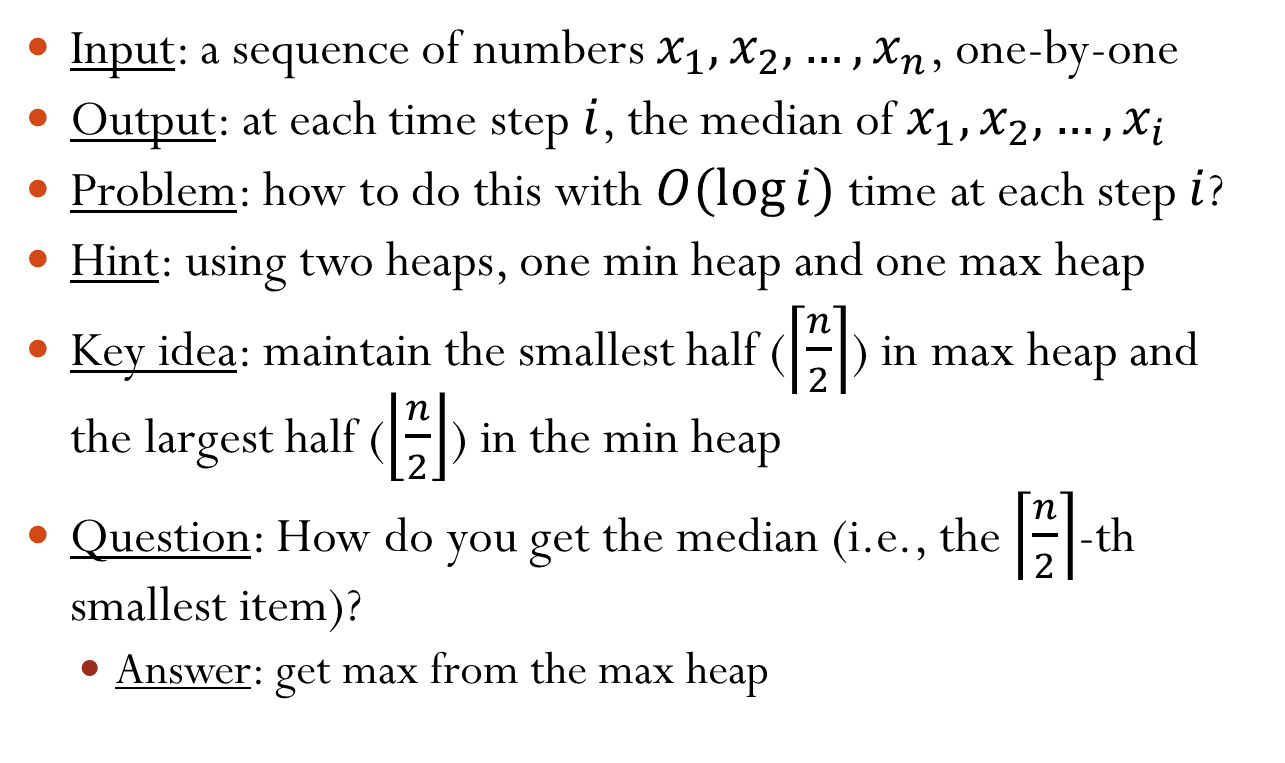 • Input: a sequence of numbers x₁, x₂, … , xₙ, one-by-one
• Output: at each time step i, the median of x₁, x₂, … , xᵢ
• Problem: how to do this with O(log i) time at each step i?
• Hint: using two heaps, one min heap and one max heap
• Key idea: maintain the smallest half (⌈n/2⌉) in max heap and
the largest half (⌊n/2⌋) in the min heap
• Question: How do you get the median (i.e., the ⌈n/2⌉-th
smallest item)?
• Answer: get max from the max heap